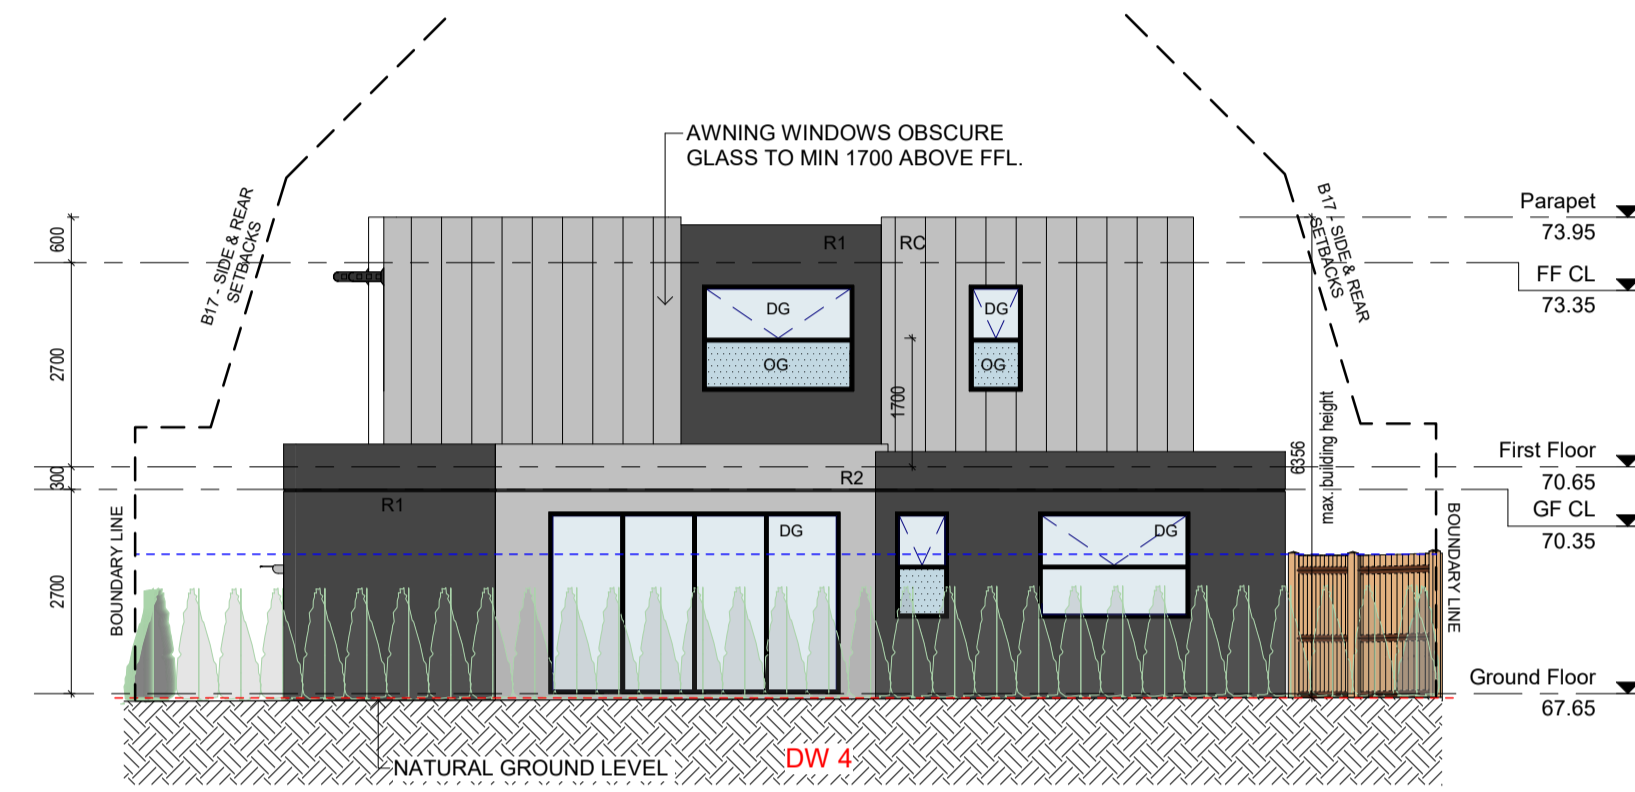 AWNING WINDOWS OBSCURE
GLASS TO MIN 1700 ABOVE FFL.
B17 - SIDE & REAR
SETBACKS
B17 - SIDE & REAR
SETBACKS
Parapet
73.95
FF CL
73.35
First Floor
70.65
GF CL
70.35
Ground Floor
67.65
600
2700
300
2700
R1
RC
DG
OG
DG
OG
1700
6356
max. building height
R2
R1
DG
DG
BOUNDARY LINE
BOUNDARY LINE
NATURAL GROUND LEVEL
DW 4